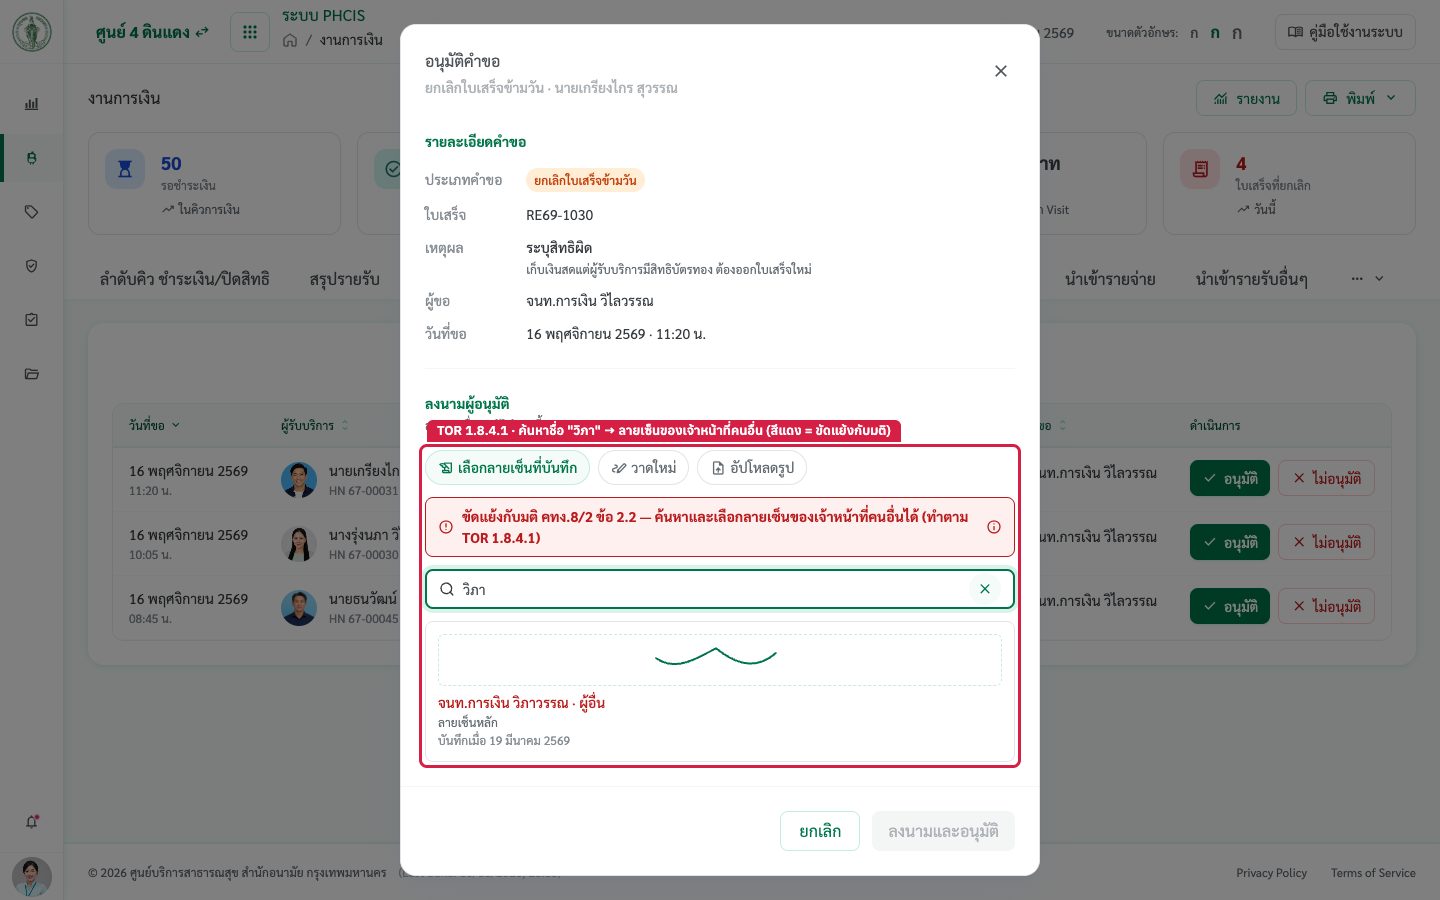 ศูนย์ 4 ดินแดง
ระบบ PHCIS
/ งานการเงิน
2569
ขนาดตัวอักษร: ก ก ก
คู่มือใช้งานระบบ
งานการเงิน
รายงาน
พิมพ์
50
รอชำระเงิน
ในคิวการเงิน
Visit
4
ใบเสร็จที่ยกเลิก
วันนี้
ลำดับคิว ชำระเงิน/ปิดสิทธิ
สรุปรายรับ
นำเข้ารายจ่าย
นำเข้ารายรับอื่นๆ
วันที่ขอ
ผู้รับบริการ
ดำเนินการ
16 พฤศจิกายน 2569
11:20 น.
นายเกรียงไก
HN 67-00031
วิไลวรรณ
อนุมัติ
ไม่อนุมัติ
16 พฤศจิกายน 2569
10:05 น.
นางรุ่งนภา
HN 67-00030
วิไลวรรณ
อนุมัติ
ไม่อนุมัติ
16 พฤศจิกายน 2569
08:45 น.
นายธนวัฒน์
HN 67-00045
วิไลวรรณ
อนุมัติ
ไม่อนุมัติ
อนุมัติคำขอ
ยกเลิกใบเสร็จข้ามวัน · นายเกรียงไกร สุวรรณ
รายละเอียดคำขอ
ประเภทคำขอ ยกเลิกใบเสร็จข้ามวัน
ใบเสร็จ RE69-1030
เหตุผล ระบุสิทธิผิด
เก็บเงินสดแต่ผู้รับบริการมีสิทธิบัตรทอง ต้องออกใบเสร็จใหม่
ผู้ขอ จนท.การเงิน วิไลวรรณ
วันที่ขอ 16 พฤศจิกายน 2569 · 11:20 น.
ลงนามผู้อนุมัติ
TOR 1.8.4.1 · ค้นหาชื่อ "วิภา" → ลายเซ็นของเจ้าหน้าที่คนอื่น (สีแดง = ขัดแย้งกับมติ)
เลือกลายเซ็นที่บันทึก
วาดใหม่
อัปโหลดรูป
ขัดแย้งกับมติ คทง.8/2 ข้อ 2.2 — ค้นหาและเลือกลายเซ็นของเจ้าหน้าที่คนอื่นได้ (ทำตาม
TOR 1.8.4.1)
วิภา
จนท.การเงิน วิภาวรรณ · ผู้อื่น
ลายเซ็นหลัก
บันทึกเมื่อ 19 มีนาคม 2569
ยกเลิก
ลงนามและอนุมัติ
© 2026 ศูนย์บริการสาธารณสุข สำนักอนามัย กรุงเทพมหานคร
Privacy Policy
Terms of Service